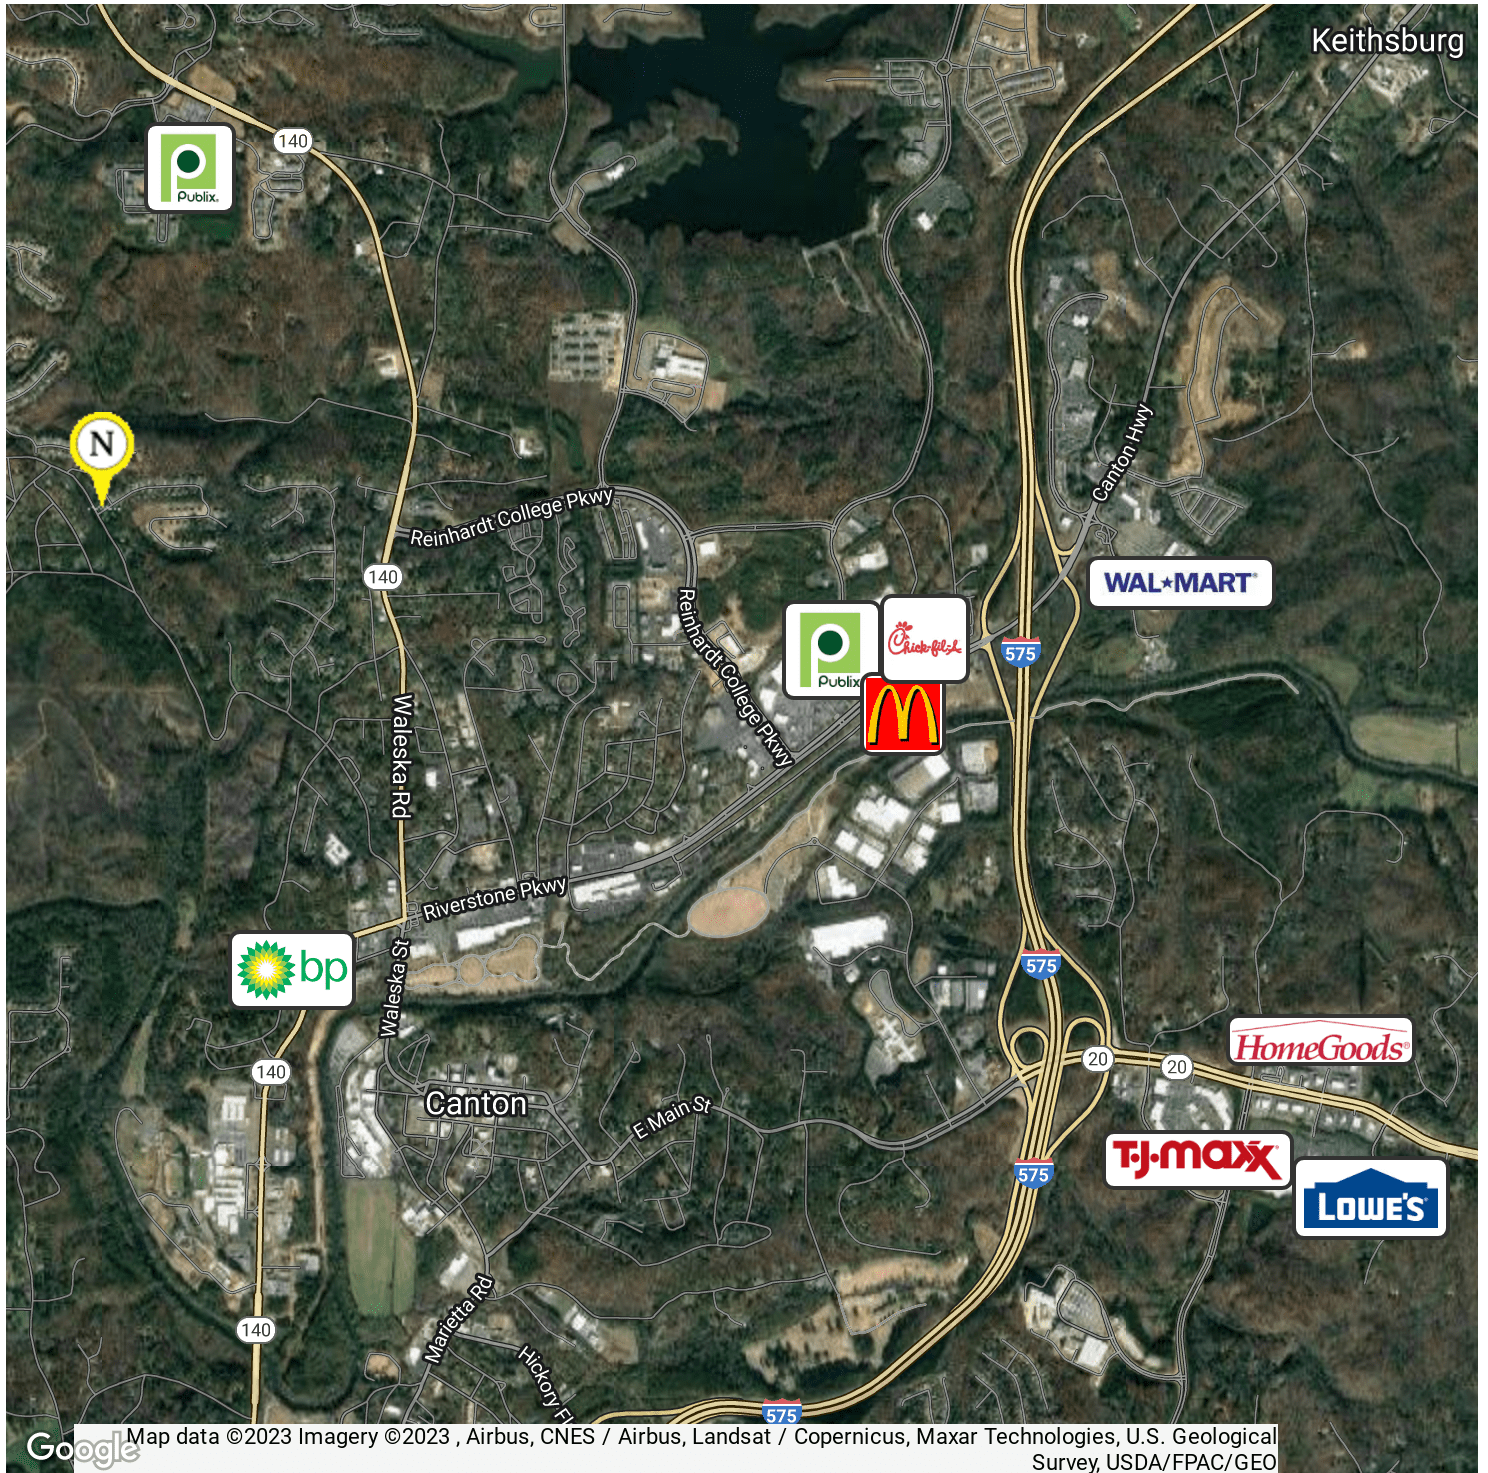 Keithsburg
140
Publix.
N
Canton Hwy
Reinhardt College Pkwy
140
WAL★MART
Reinhardt College Pkwy
Publix
Chick-fil-A
575
M
Waleska Rd
Riverstone Pkwy
bp
Waleska St
575
HomeGoods®
140
20
20
Canton
E Main St
T·J·maxx
575
LOWE'S
140
Marietta Rd
Hickory Fl
575
Google
Map data ©2023 Imagery ©2023 , Airbus, CNES / Airbus, Landsat / Copernicus, Maxar Technologies, U.S. Geological
Survey, USDA/FPAC/GEO